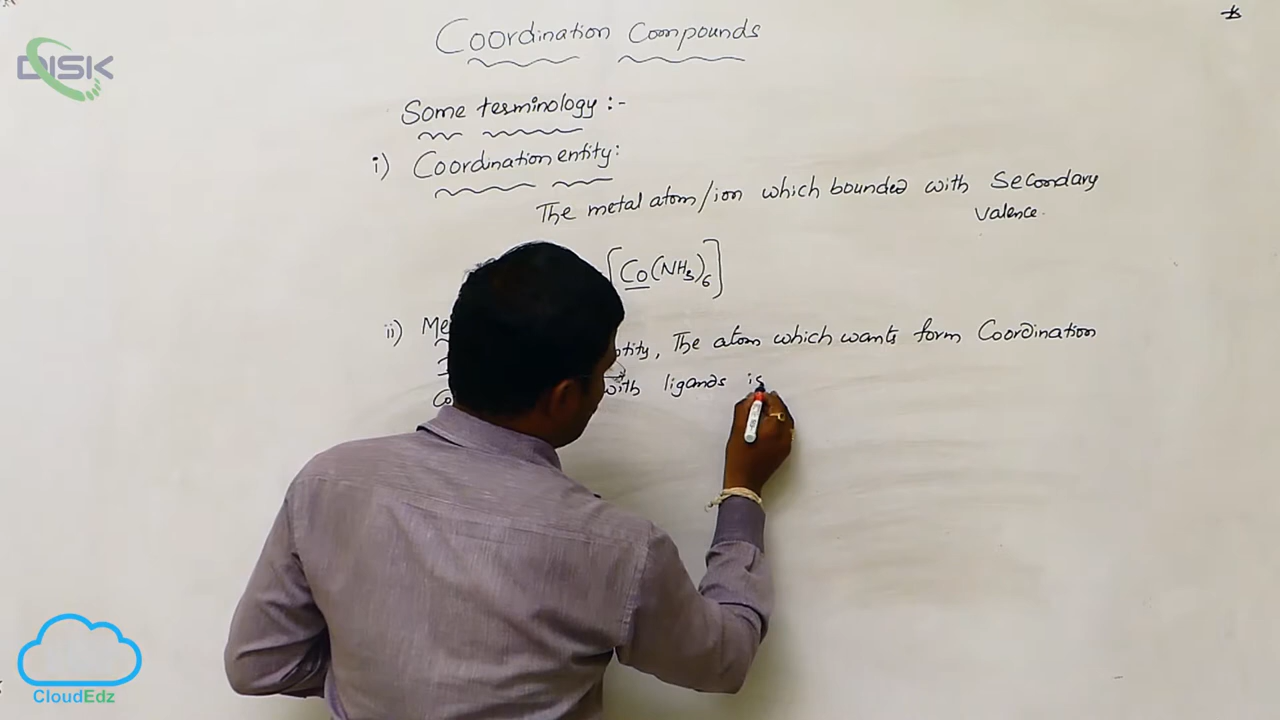 DISK
Coordination Compounds
Some terminology :-
i) Coordination entity:
The metal atom/ion which bounded with Secondary
valence.
[Co(NH3)6]
ii) Me
The atom which wants form Coordination
with ligands is
CloudEdz